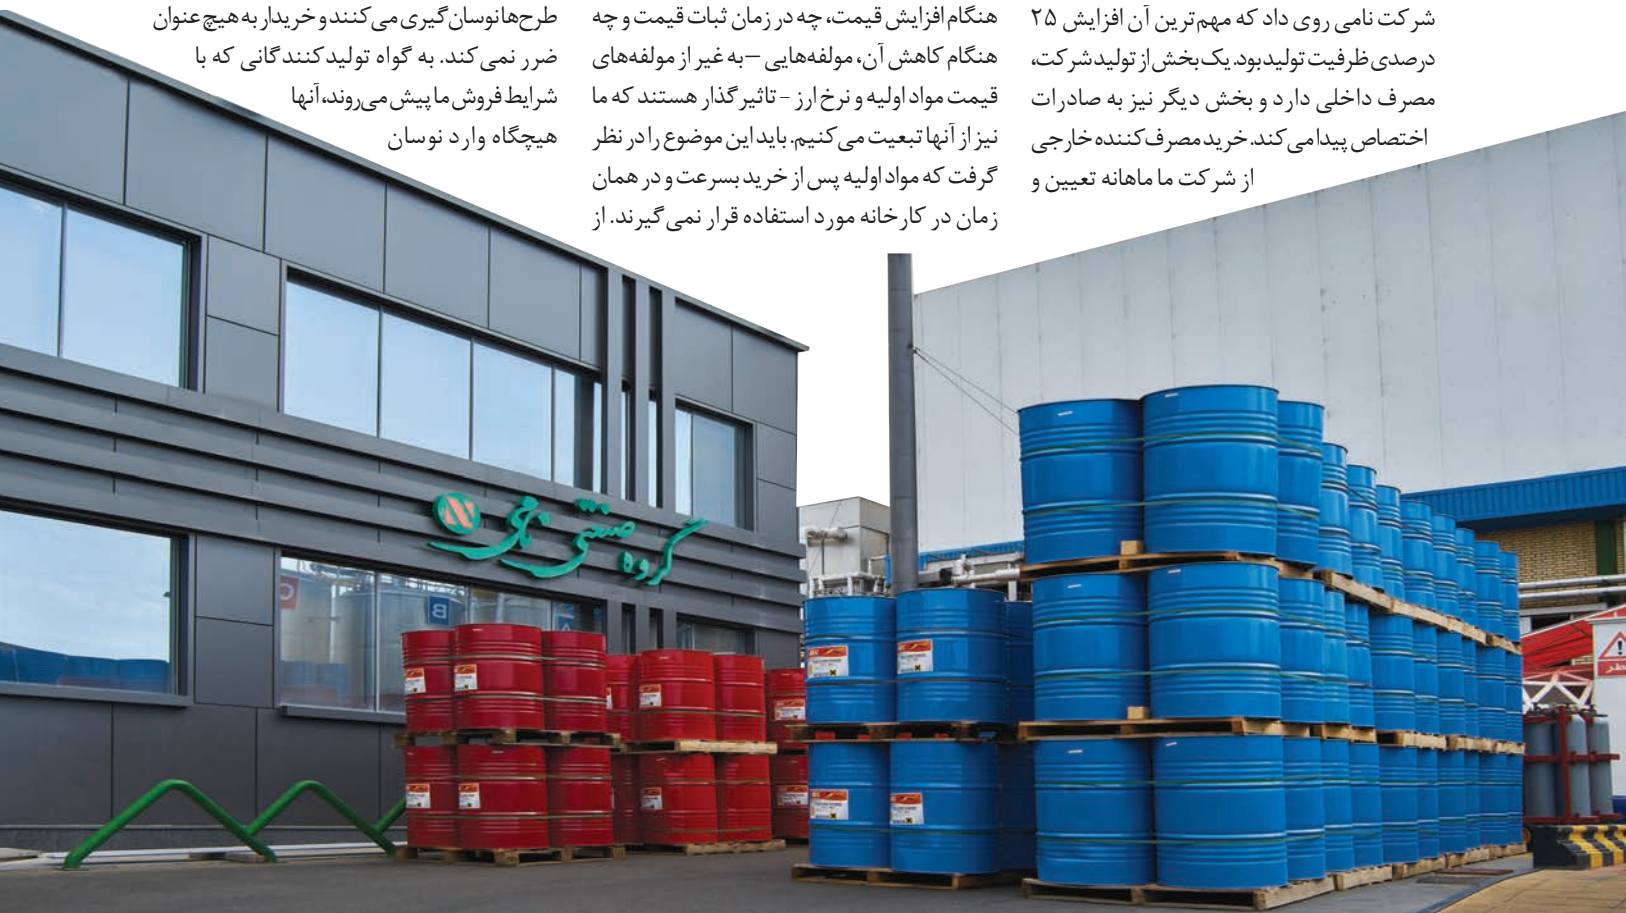 شرکت نامی روی داد که مهم‌ترین آن افزایش ۲۵
درصدی ظرفیت تولید بود. یک بخش از تولید شرکت،
مصرف داخلی دارد و بخش دیگر نیز به صادرات
اختصاص پیدا می‌کند. خرید مصرف‌کننده خارجی
از شرکت ما ماهانه تعیین و
هنگام افزایش قیمت، چه در زمان ثبات قیمت و چه
هنگام کاهش آن، مولفه‌هایی –به غیر از مولفه‌های
قیمت مواد اولیه و نرخ ارز – تاثیر گذار هستند که ما
نیز از آنها تبعیت می‌کنیم. باید این موضوع را در نظر
گرفت که مواد اولیه پس از خرید بسرعت و در همان
زمان در کارخانه مورد استفاده قرار نمی‌گیرند. از
طرح‌ها نوسان‌گیری می‌کنند و خریدار به هیچ عنوان
ضرر نمی‌کند. به گواه تولیدکنندگانی که با
شرایط فروش ما پیش می‌روند، آنها
هیچگاه وارد نوسان
گروه صنعتی نامی
B